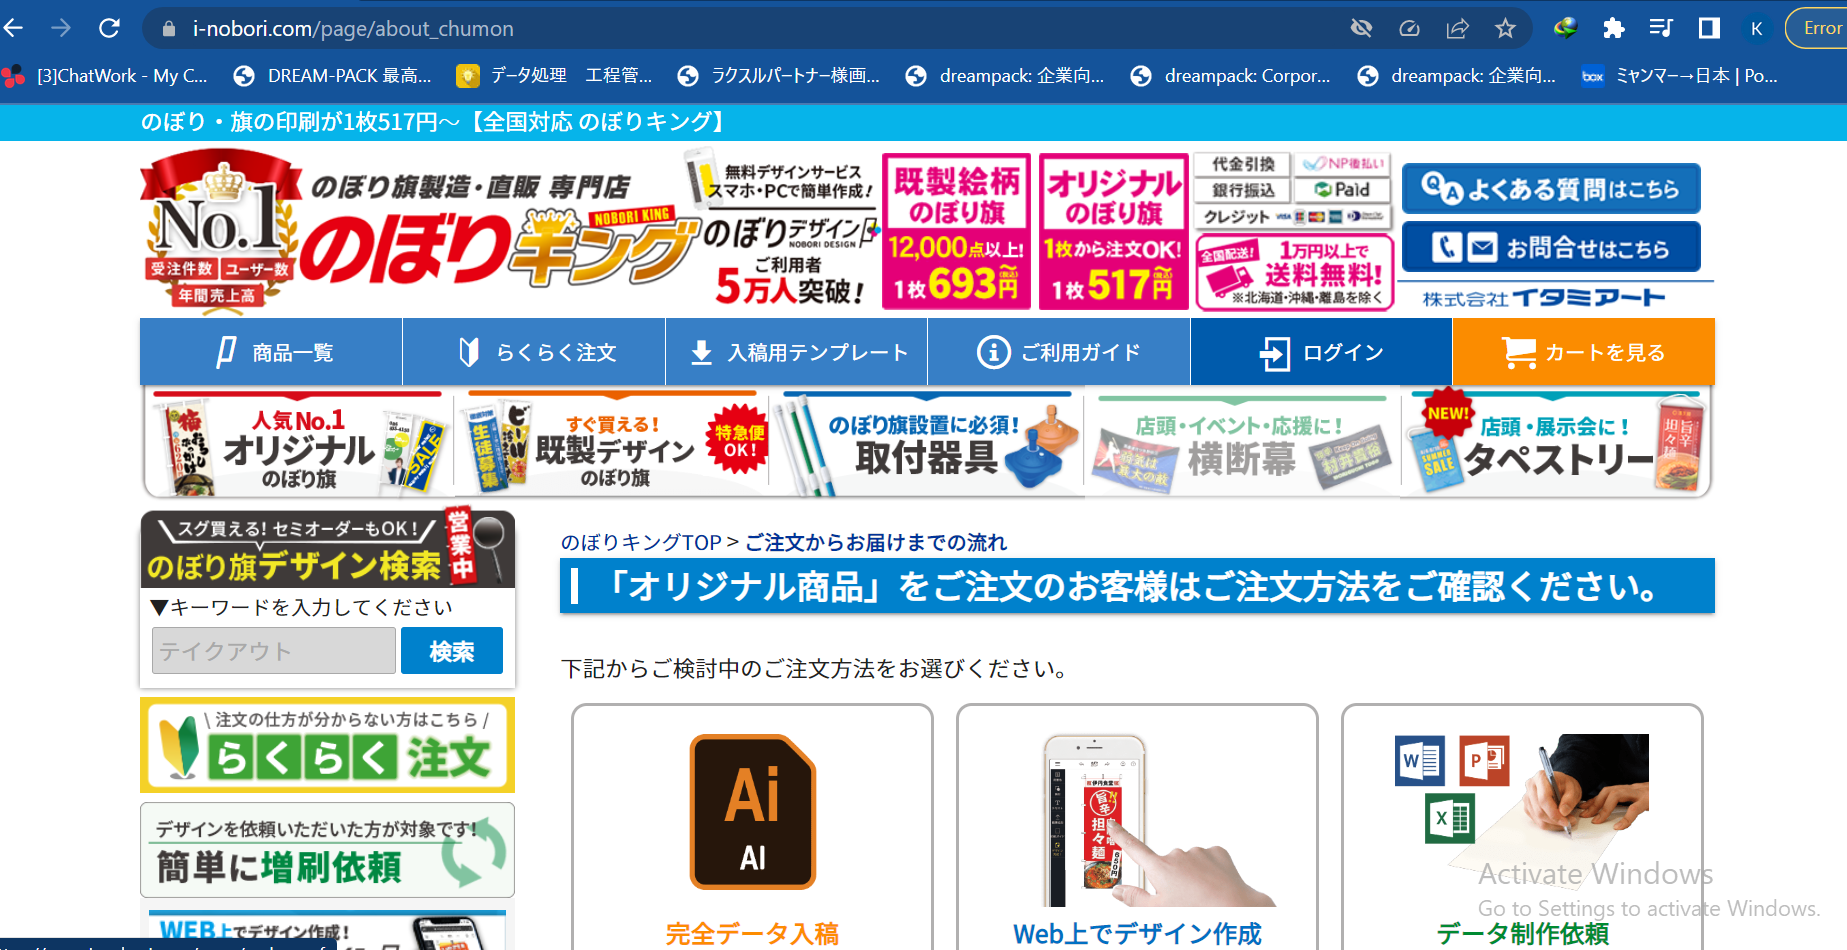 i-nobori.com/page/about_chumon
K
Error
[3]ChatWork - My C...
DREAM-PACK 最高...
データ処理 工程管...
ラクスルパートナー様画...
dreampack: 企業向...
dreampack: Corpor...
dreampack: 企業向...
box
ミャンマー→日本 | Po...
のぼり・旗の印刷が1枚517円～【全国対応 のぼりキング】
No.1
受注件数
ユーザー数
年間売上高
のぼり旗製造・直販 専門店
NOBORI KING
のぼりキング
無料デザインサービス
スマホ・PCで簡単作成!
のぼりデザイン
NOBORI DESIGN
ご利用者
5万人突破!
既製絵柄
のぼり旗
12,000点以上!
1枚693円～(税込)
オリジナル
のぼり旗
1枚から注文OK!
1枚517円～(税込)
代金引換
NP後払い
銀行振込
Paid
クレジット VISA
全国配送!
1万円以上で
送料無料!
※北海道・沖縄・離島を除く
QA よくある質問はこちら
お問合せはこちら
株式会社イタミアート
商品一覧
らくらく注文
入稿用テンプレート
ご利用ガイド
ログイン
カートを見る
人気No.1
オリジナル
のぼり旗
SALE
生徒募集
すぐ買える!
既製デザイン
のぼり旗
特急便
OK!
のぼり旗設置に必須!
取付器具
店頭・イベント・応援に!
横断幕
NEW!
SUMMER
SALE
店頭・展示会に!
タペストリー
旨辛
担々麺
スグ買える! セミオーダーもOK!
のぼり旗デザイン検索
営業中
▼キーワードを入力してください
テイクアウト
検索
\ 注文の仕方が分からない方はこちら /
らくらく注文
デザインを依頼いただいた方が対象です!
簡単に増刷依頼
WEB上でデザイン作成!
のぼりキングTOP > ご注文からお届けまでの流れ
「オリジナル商品」をご注文のお客様はご注文方法をご確認ください。
下記からご検討中のご注文方法をお選びください。
Ai
AI
完全データ入稿
旨辛
担々麺
650円
Web上でデザイン作成
W
P
X
データ制作依頼
Activate Windows
Go to Settings to activate Windows.